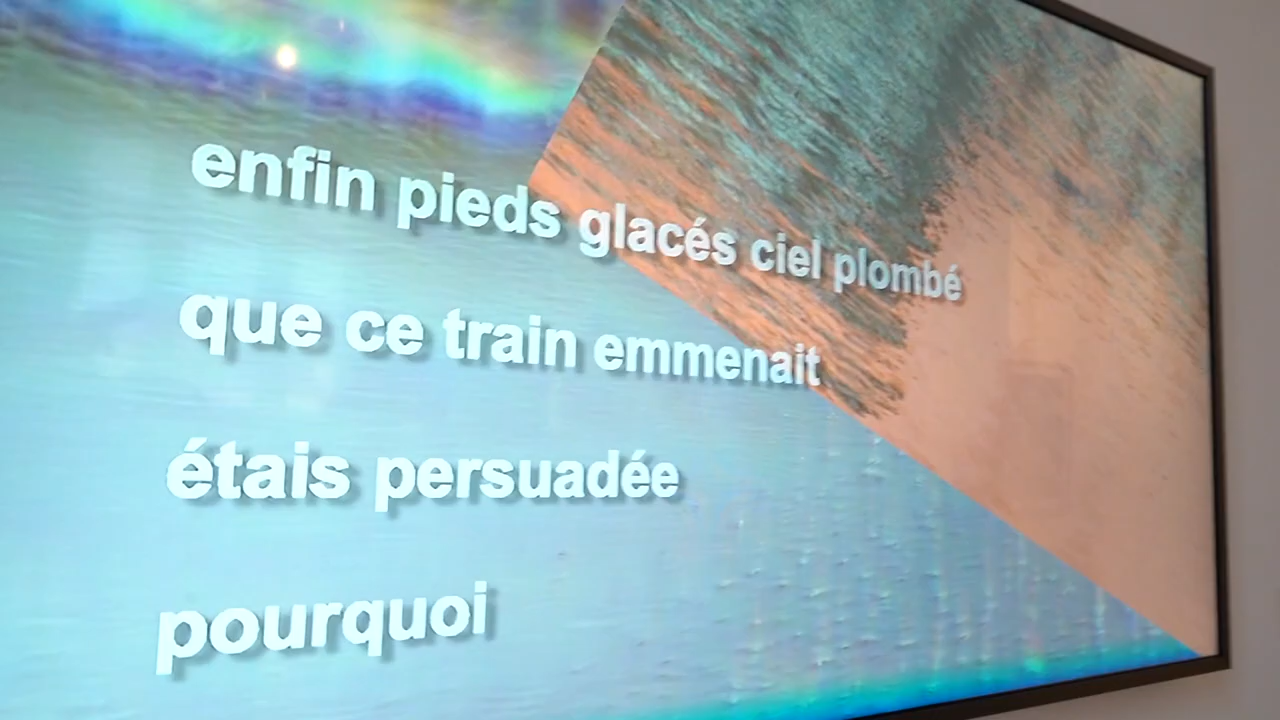 enfin pieds glacés ciel plombé
que ce train emmenait
étais persuadée
pourquoi